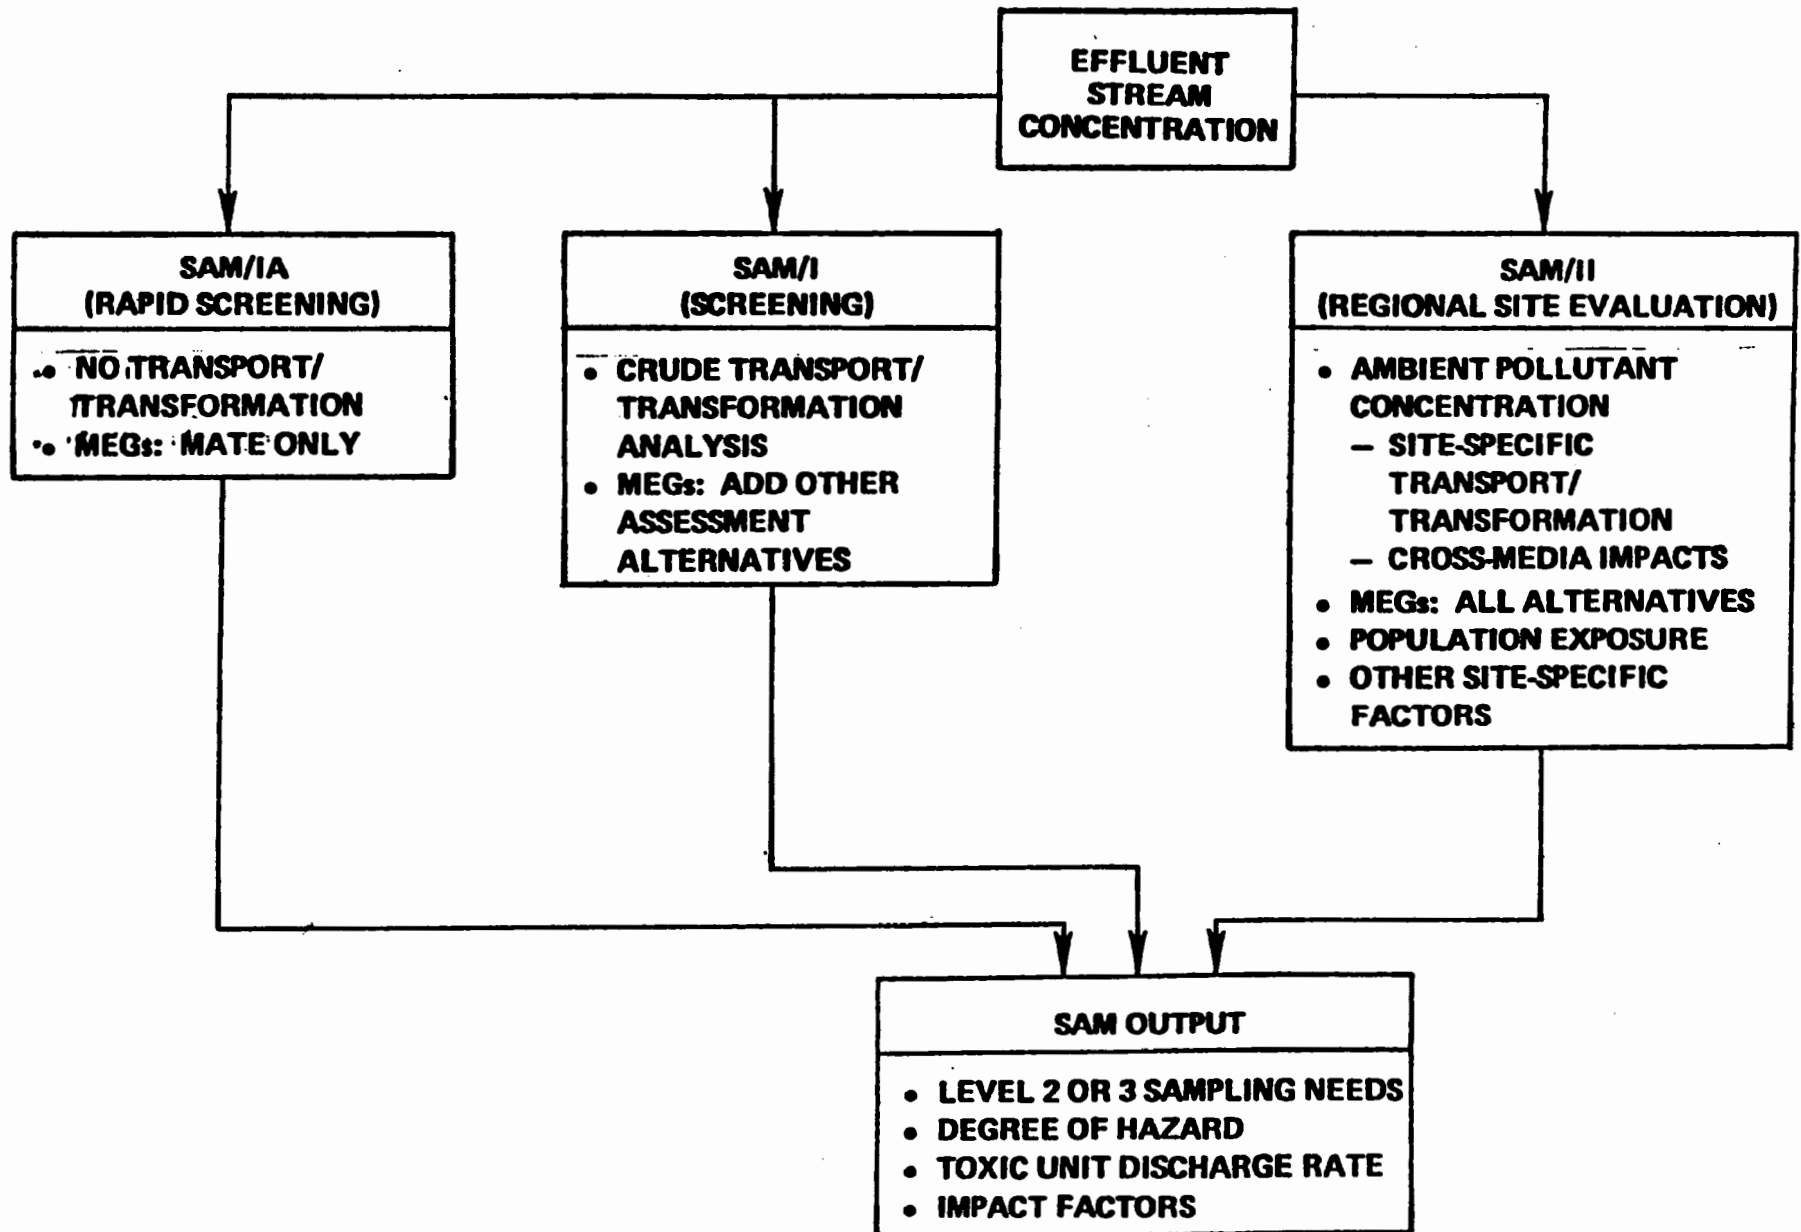 EFFLUENT
STREAM
CONCENTRATION
SAM/IA
(RAPID SCREENING)
• NO TRANSPORT/
TRANSFORMATION
• MEGs: MATE ONLY
SAM/I
(SCREENING)
• CRUDE TRANSPORT/
TRANSFORMATION
ANALYSIS
• MEGs: ADD OTHER
ASSESSMENT
ALTERNATIVES
SAM/II
(REGIONAL SITE EVALUATION)
• AMBIENT POLLUTANT
CONCENTRATION
— SITE-SPECIFIC
TRANSPORT/
TRANSFORMATION
— CROSS-MEDIA IMPACTS
• MEGs: ALL ALTERNATIVES
• POPULATION EXPOSURE
• OTHER SITE-SPECIFIC
FACTORS
SAM OUTPUT
• LEVEL 2 OR 3 SAMPLING NEEDS
• DEGREE OF HAZARD
• TOXIC UNIT DISCHARGE RATE
• IMPACT FACTORS